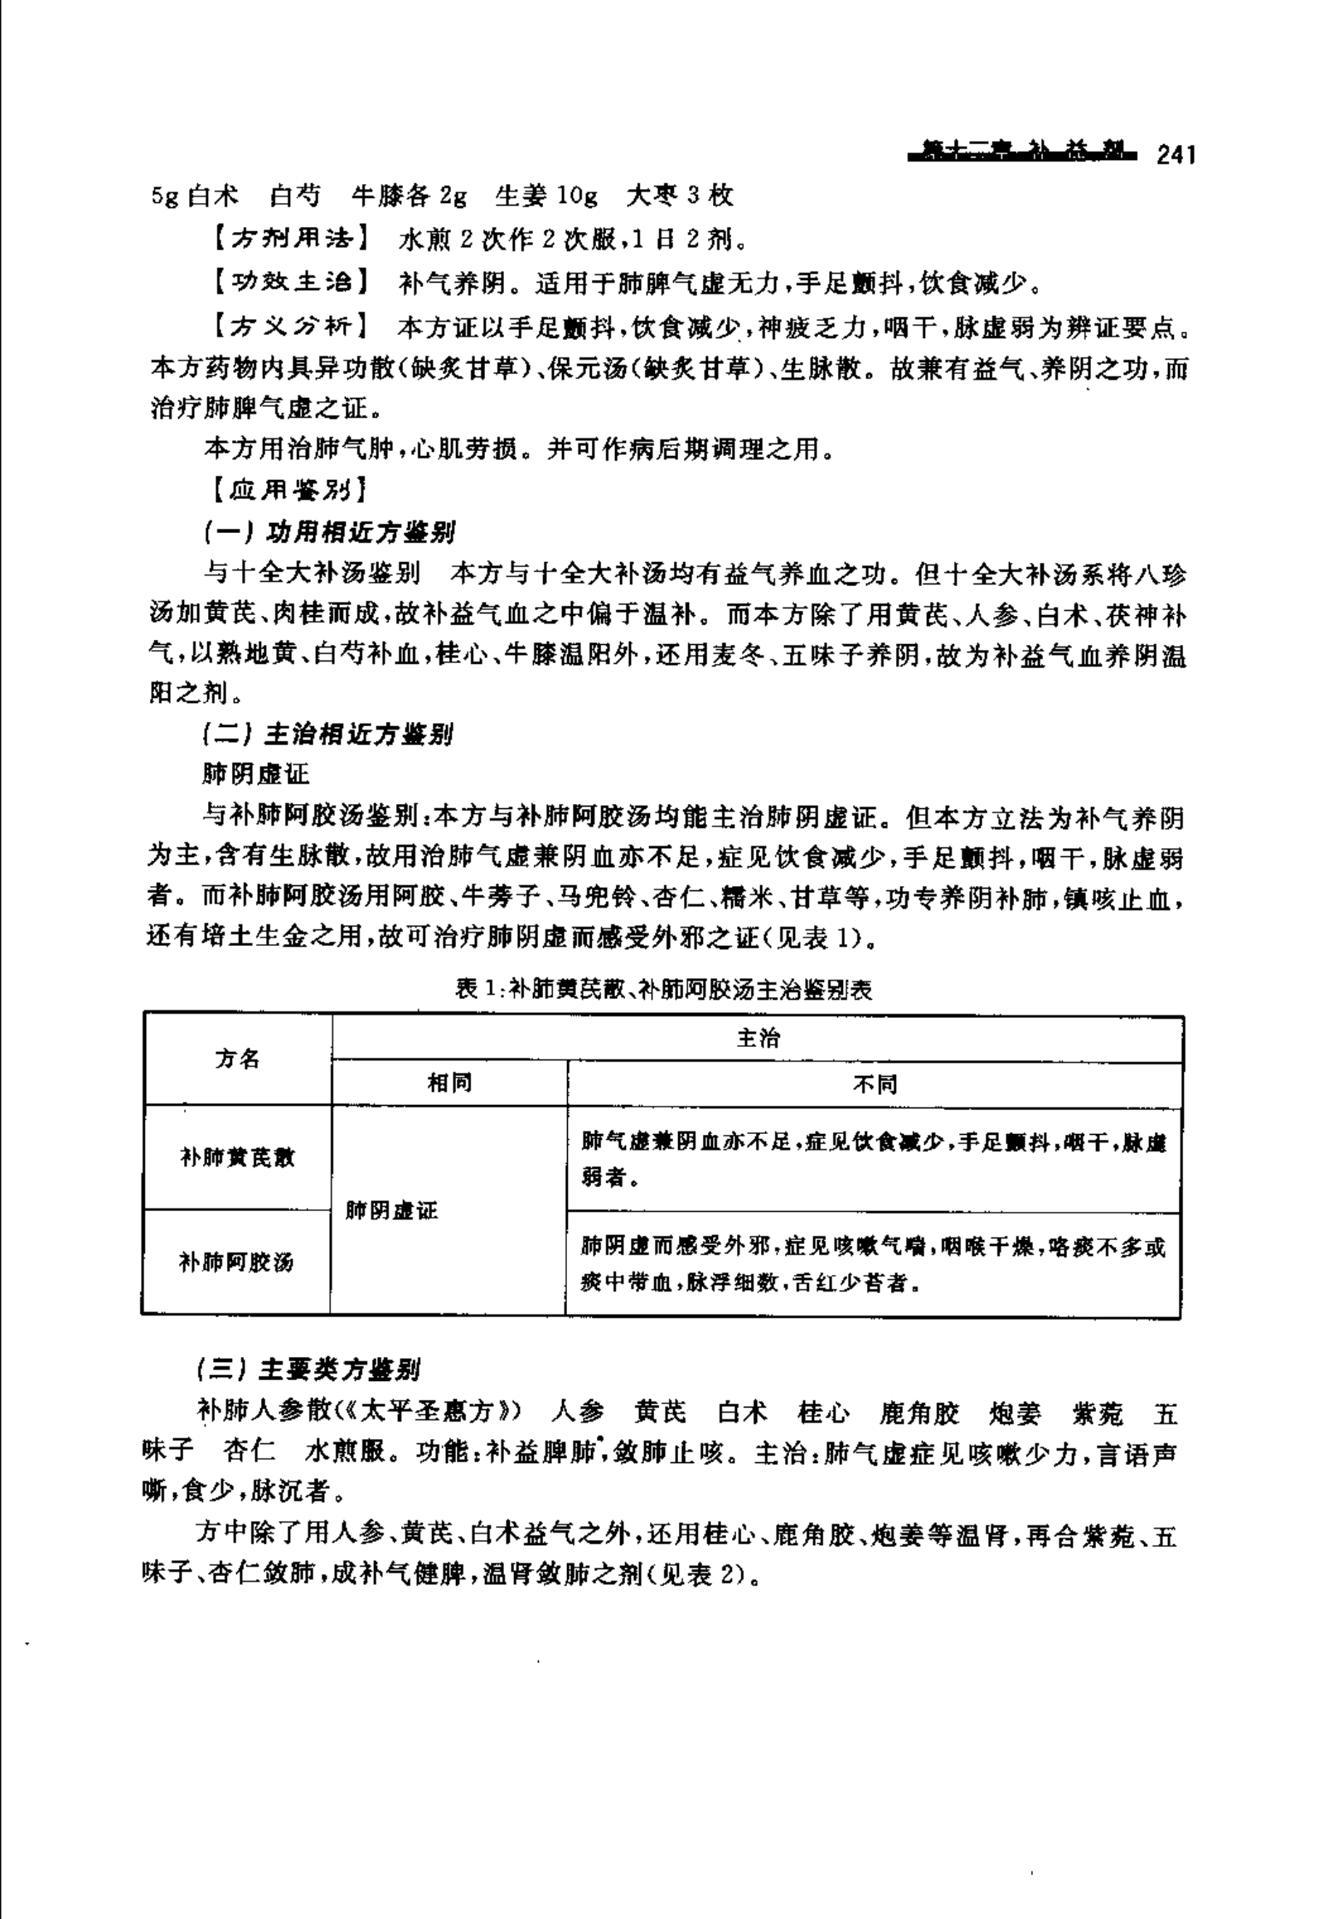 第十二章 补 益 剂 241
5g 白术 白芍 牛膝各 2g 生姜 10g 大枣 3 枚
【方剂用法】 水煎 2 次作 2 次服,1 日 2 剂。
【功效主治】 补气养阴。适用于肺脾气虚无力,手足颤抖,饮食减少。
【方义分析】 本方证以手足颤抖,饮食减少,神疲乏力,咽干,脉虚弱为辨证要点。
本方药物内具异功散(缺炙甘草)、保元汤(缺炙甘草)、生脉散。故兼有益气、养阴之功,而
治疗肺脾气虚之证。
本方用治肺气肿,心肌劳损。并可作病后期调理之用。
【应用鉴别】
(一) 功用相近方鉴别
与十全大补汤鉴别 本方与十全大补汤均有益气养血之功。但十全大补汤系将八珍
汤加黄芪、肉桂而成,故补益气血之中偏于温补。而本方除了用黄芪、人参、白术、茯神补
气,以熟地黄、白芍补血,桂心、牛膝温阳外,还用麦冬、五味子养阴,故为补益气血养阴温
阳之剂。
(二) 主治相近方鉴别
肺阴虚证
与补肺阿胶汤鉴别:本方与补肺阿胶汤均能主治肺阴虚证。但本方立法为补气养阴
为主,含有生脉散,故用治肺气虚兼阴血亦不足,症见饮食减少,手足颤抖,咽干,脉虚弱
者。而补肺阿胶汤用阿胶、牛蒡子、马兜铃、杏仁、糯米、甘草等,功专养阴补肺,镇咳止血,
还有培土生金之用,故可治疗肺阴虚而感受外邪之证(见表 1)。
表 1:补肺黄芪散、补肺阿胶汤主治鉴别表
方名 主治
相同 不同
补肺黄芪散 肺阴虚证 肺气虚兼阴血亦不足,症见饮食减少,手足颤抖,咽干,脉虚
弱者。
补肺阿胶汤 肺阴虚而感受外邪,症见咳嗽气喘,咽喉干燥,咯痰不多或
痰中带血,脉浮细数,舌红少苔者。
(三) 主要类方鉴别
补肺人参散(《太平圣惠方》) 人参 黄芪 白术 桂心 鹿角胶 炮姜 紫菀 五
味子 杏仁 水煎服。功能:补益脾肺,敛肺止咳。主治:肺气虚症见咳嗽少力,言语声
嘶,食少,脉沉者。
方中除了用人参、黄芪、白术益气之外,还用桂心、鹿角胶、炮姜等温肾,再合紫菀、五
味子、杏仁敛肺,成补气健脾,温肾敛肺之剂(见表 2)。